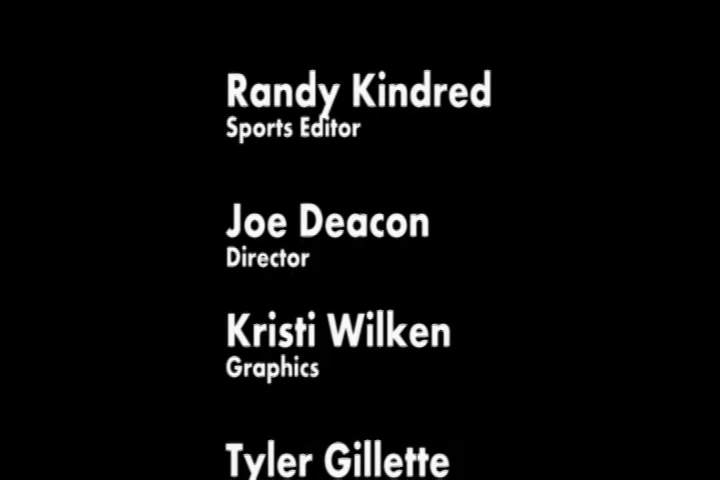 Randy Kindred
Sports Editor
Joe Deacon
Director
Kristi Wilken
Graphics
Tyler Gillette